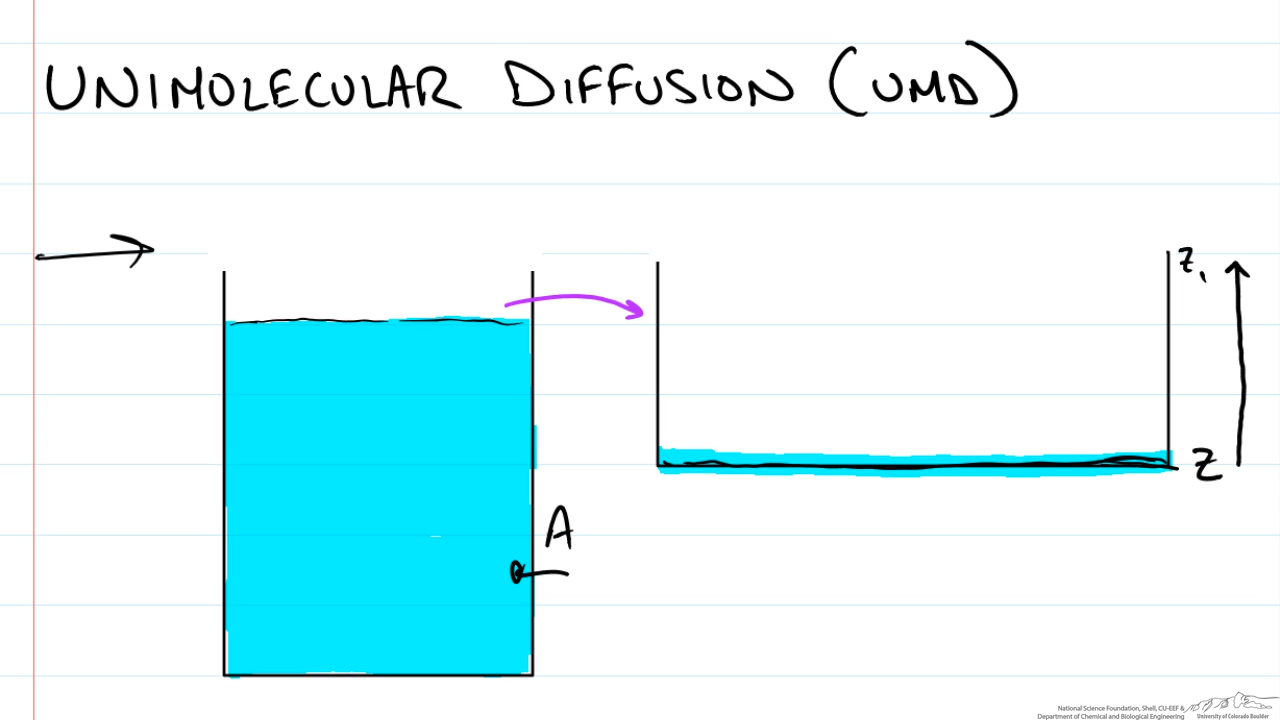 UNIMOLECULAR DIFFUSION (UMD)
z₁
z
A
National Science Foundation, Shell, CU-EEF &
Department of Chemical and Biological Engineering
University of Colorado Boulder